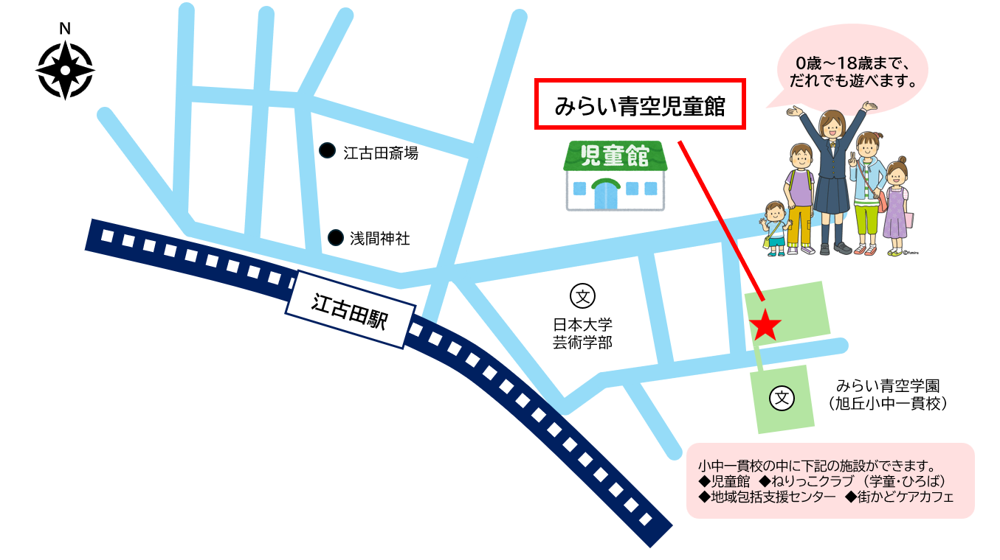 N
0歳～18歳まで、
だれでも遊べます。
みらい青空児童館
児童館
江古田斎場
浅間神社
江古田駅
文
日本大学
芸術学部
文
みらい青空学園
（旭丘小中一貫校）
小中一貫校の中に下記の施設ができます。
◆児童館　◆ねりっこクラブ（学童・ひろば）
◆地域包括支援センター　◆街かどケアカフェ
©fumira